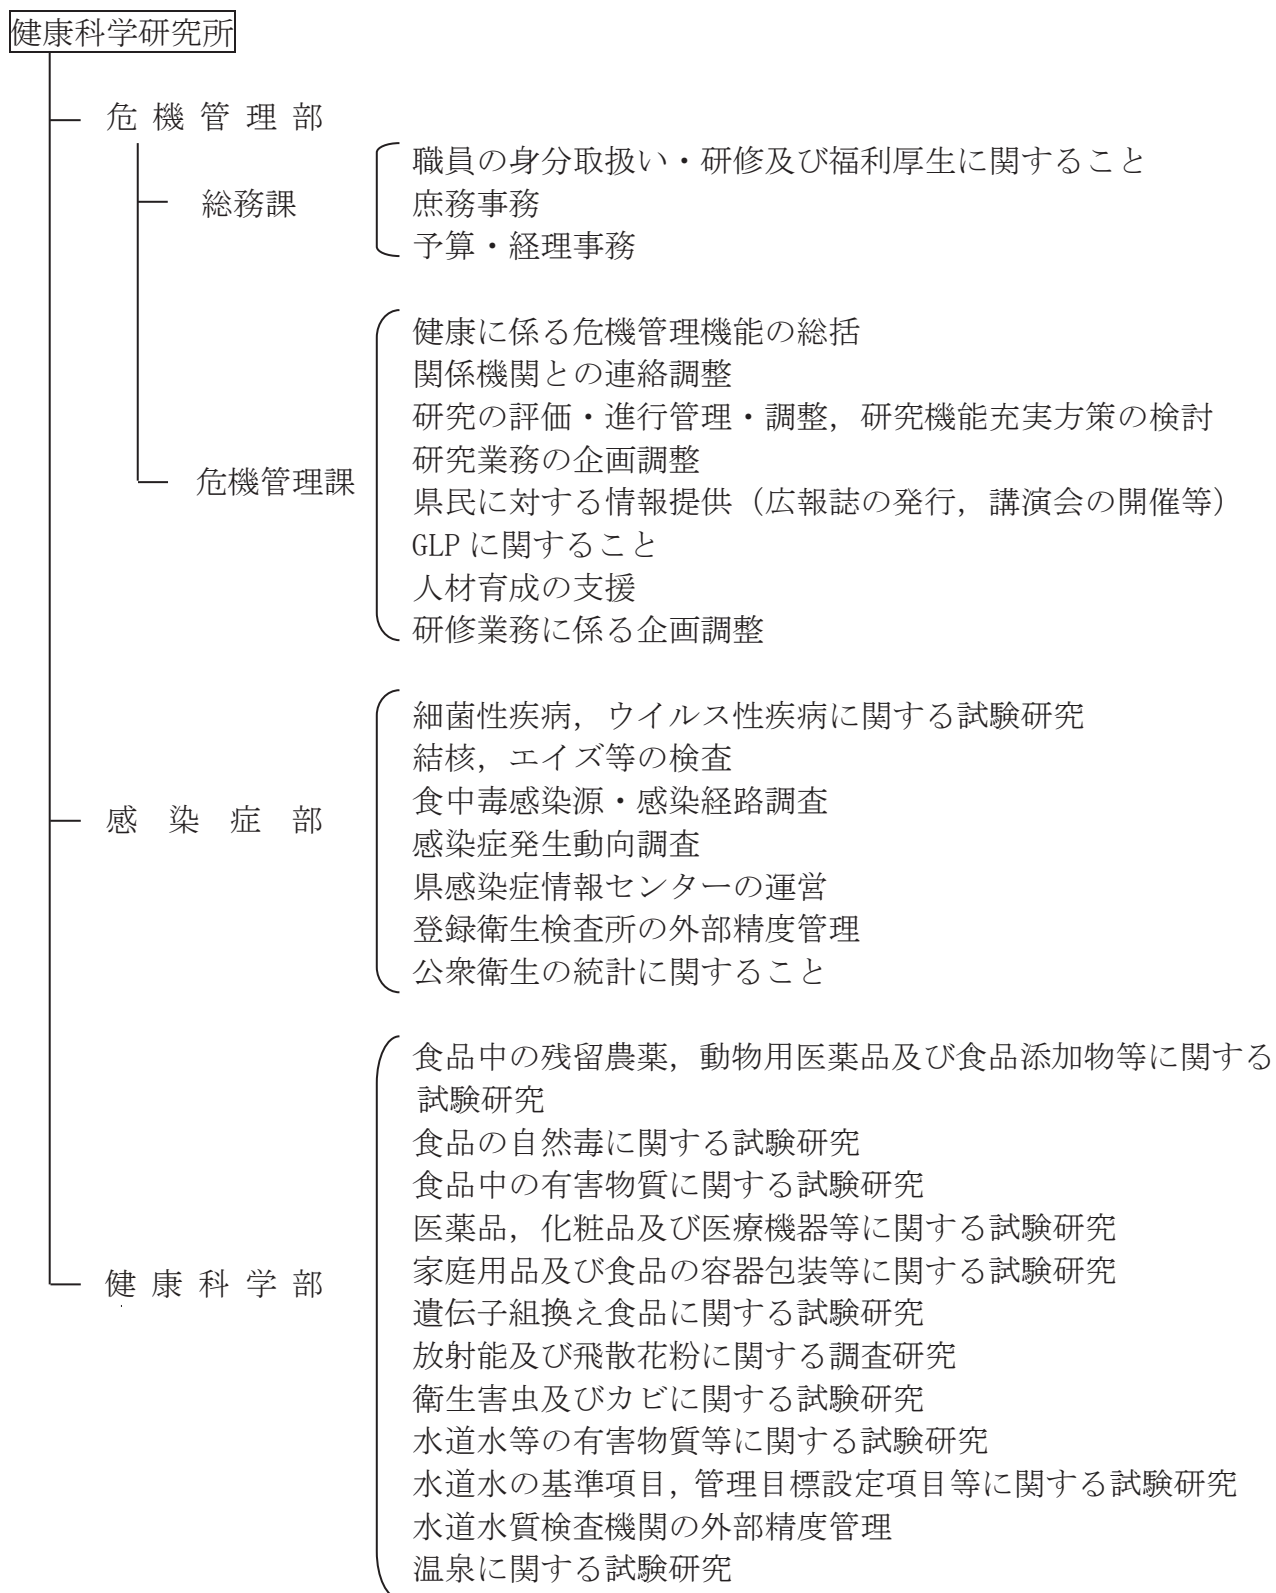 健康科学研究所
危機管理部
総務課
職員の身分取扱い・研修及び福利厚生に関すること
庶務事務
予算・経理事務
危機管理課
健康に係る危機管理機能の総括
関係機関との連絡調整
研究の評価・進行管理・調整，研究機能充実方策の検討
研究業務の企画調整
県民に対する情報提供（広報誌の発行，講演会の開催等）
GLPに関すること
人材育成の支援
研修業務に係る企画調整
感染症部
細菌性疾病，ウイルス性疾病に関する試験研究
結核，エイズ等の検査
食中毒感染源・感染経路調査
感染症発生動向調査
県感染症情報センターの運営
登録衛生検査所の外部精度管理
公衆衛生の統計に関すること
健康科学部
食品中の残留農薬，動物用医薬品及び食品添加物等に関する
試験研究
食品の自然毒に関する試験研究
食品中の有害物質に関する試験研究
医薬品，化粧品及び医療機器等に関する試験研究
家庭用品及び食品の容器包装等に関する試験研究
遺伝子組換え食品に関する試験研究
放射能及び飛散花粉に関する調査研究
衛生害虫及びカビに関する試験研究
水道水等の有害物質等に関する試験研究
水道水の基準項目，管理目標設定項目等に関する試験研究
水道水質検査機関の外部精度管理
温泉に関する試験研究